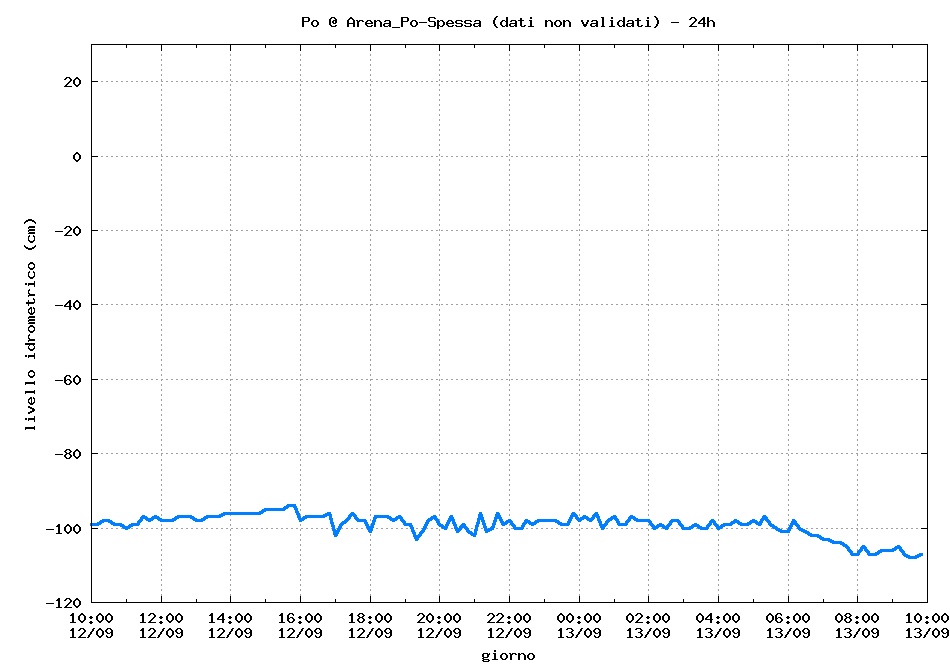 Po @ Arena_Po-Spessa (dati non validati) - 24h
20
0
-20
-40
-60
-80
-100
-120
livello idrometrico (cm)
10:00 12:00 14:00 16:00 18:00 20:00 22:00 00:00 02:00 04:00 06:00 08:00 10:00
12/09 12/09 12/09 12/09 12/09 12/09 12/09 13/09 13/09 13/09 13/09 13/09 13/09
giorno